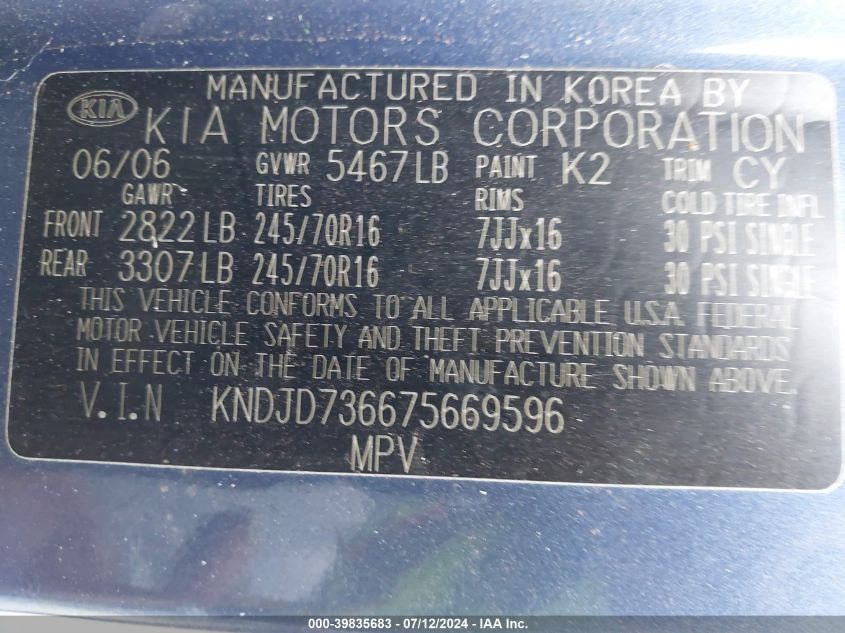 MANUFACTURED IN KOREA BY
KIA KIA MOTORS CORPORATION
06/06 GVWR 5467LB PAINT K2 TRIM CY
GAWR TIRES RIMS COLD TIRE INFL
FRONT 2822LB 245/70R16 7JJx16 30 PSI SINGLE
REAR 3307LB 245/70R16 7JJx16 30 PSI SINGLE
THIS VEHICLE CONFORMS TO ALL APPLICABLE U.S.A. FEDERAL
MOTOR VEHICLE SAFETY AND THEFT PREVENTION STANDARDS
IN EFFECT ON THE DATE OF MANUFACTURE SHOWN ABOVE.
V.I.N KNDJD736675669596
MPV
000-39835683 - 07/12/2024 - IAAI.COM